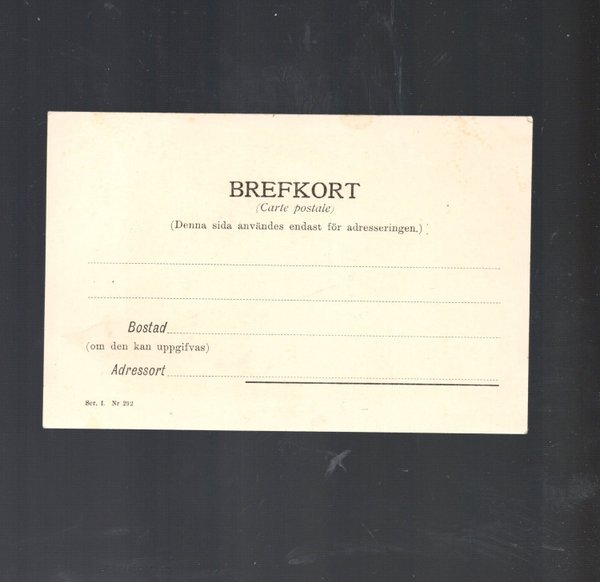 BREFKORT
(Carte postale)
(Denna sida användes endast för adresseringen.)
Bostad
(om den kan uppgifvas)
Adressort
Ser. I. Nr 292